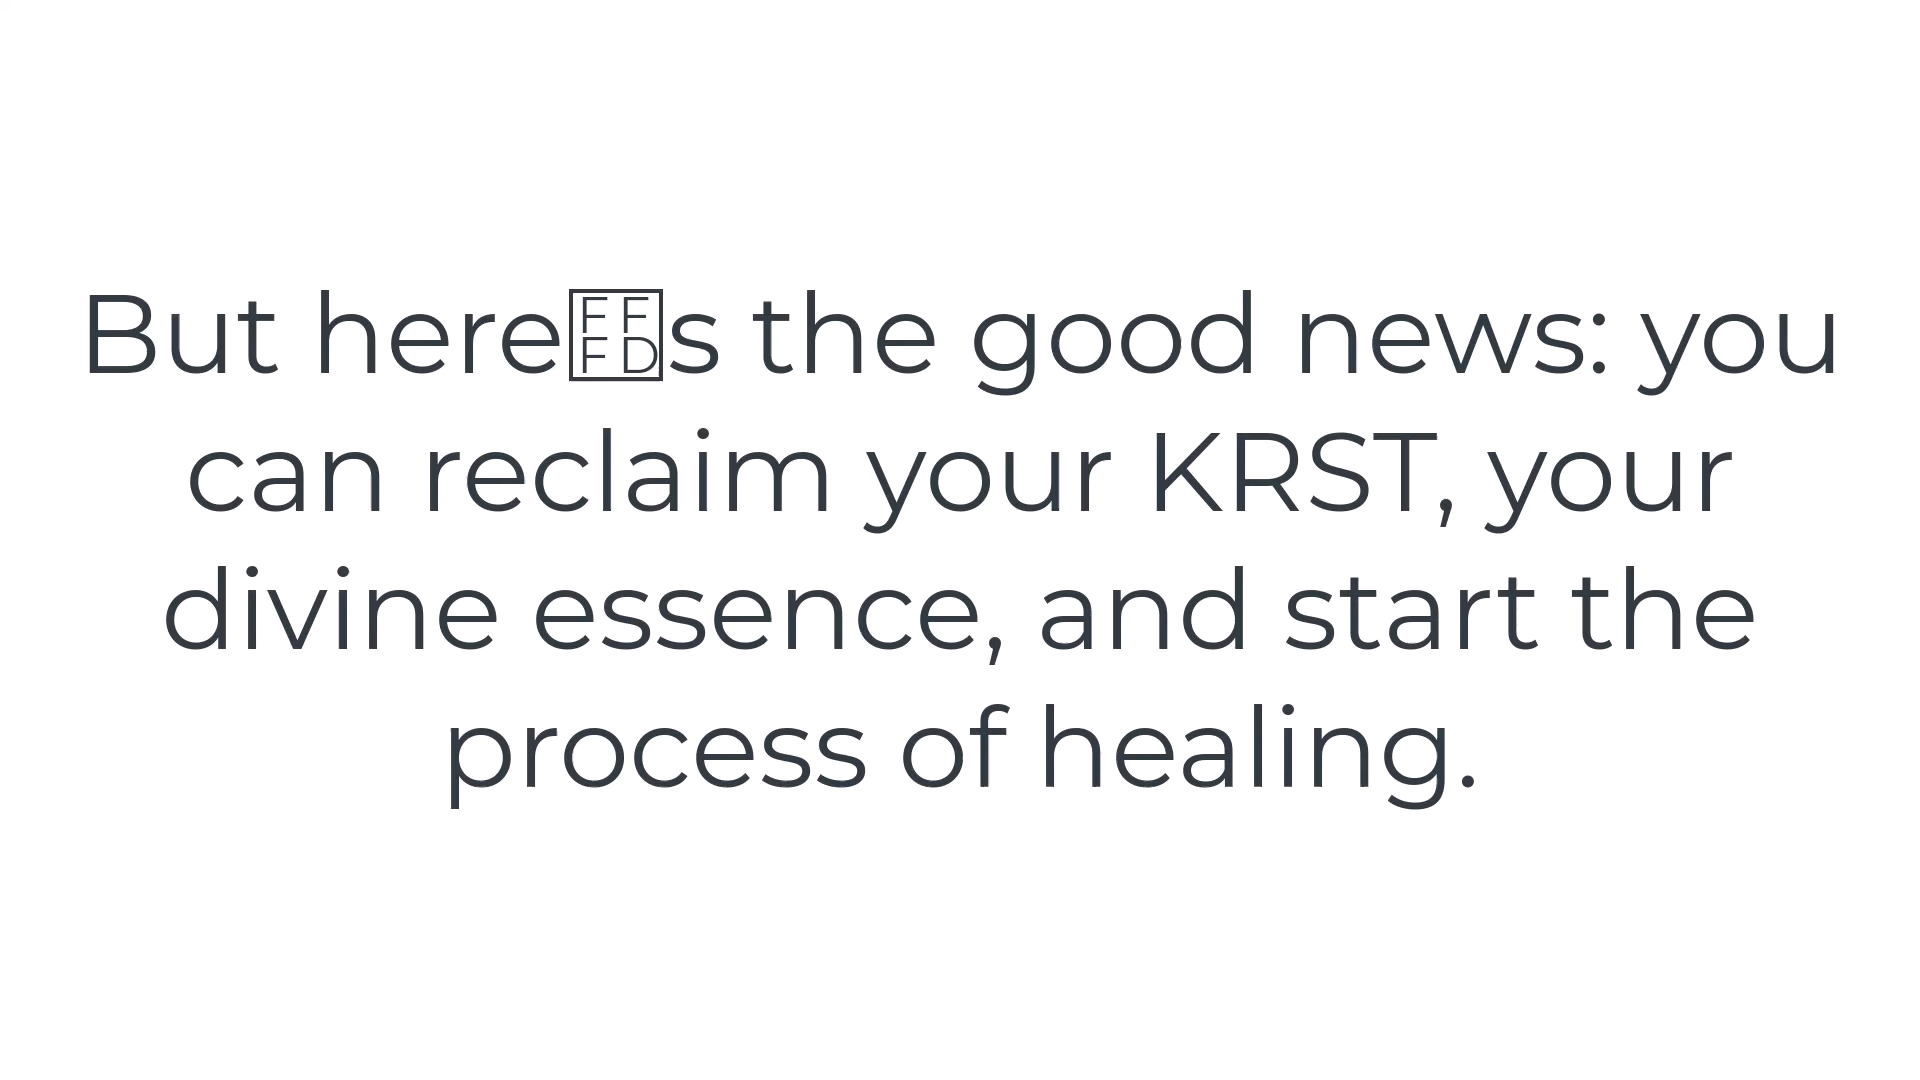 But here�s the good news: you
can reclaim your KRST, your
divine essence, and start the
process of healing.